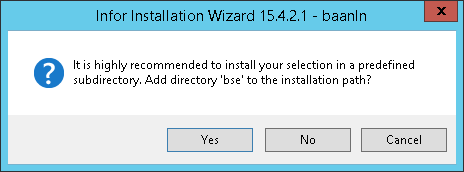 Infor Installation Wizard 15.4.2.1 - baanln
x
It is highly recommended to install your selection in a predefined
subdirectory. Add directory 'bse' to the installation path?
Yes No Cancel